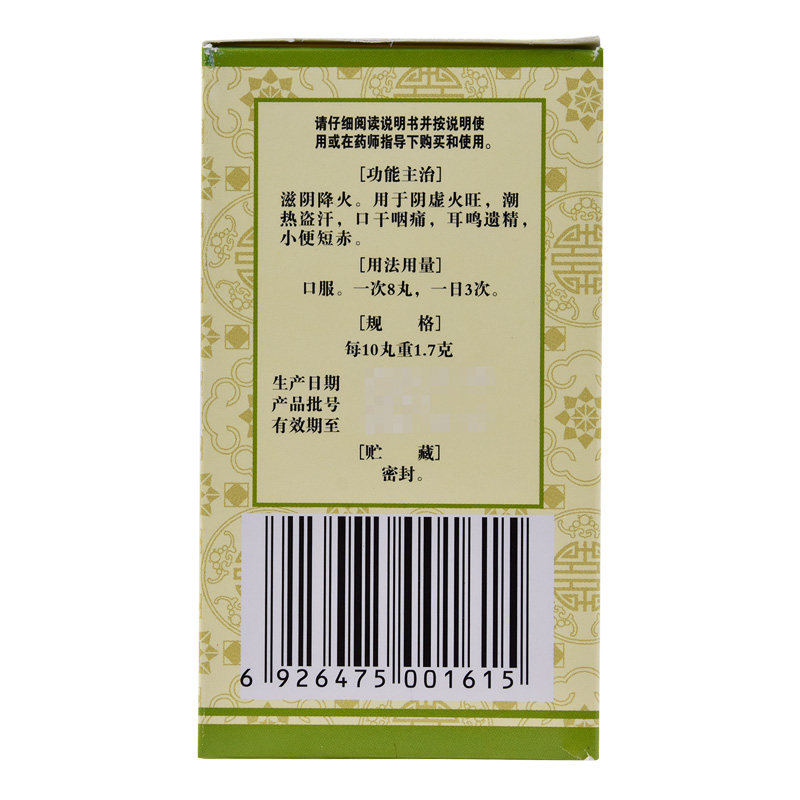 请仔细阅读说明书并按说明使
用或在药师指导下购买和使用。
[功能主治]
滋阴降火。用于阴虚火旺，潮
热盗汗，口干咽痛，耳鸣遗精，
小便短赤。
[用法用量]
口服。一次8丸，一日3次。
[规　　格]
每10丸重1.7克
生产日期
产品批号
有效期至
[贮　　藏]
密封。
6 926475 001615